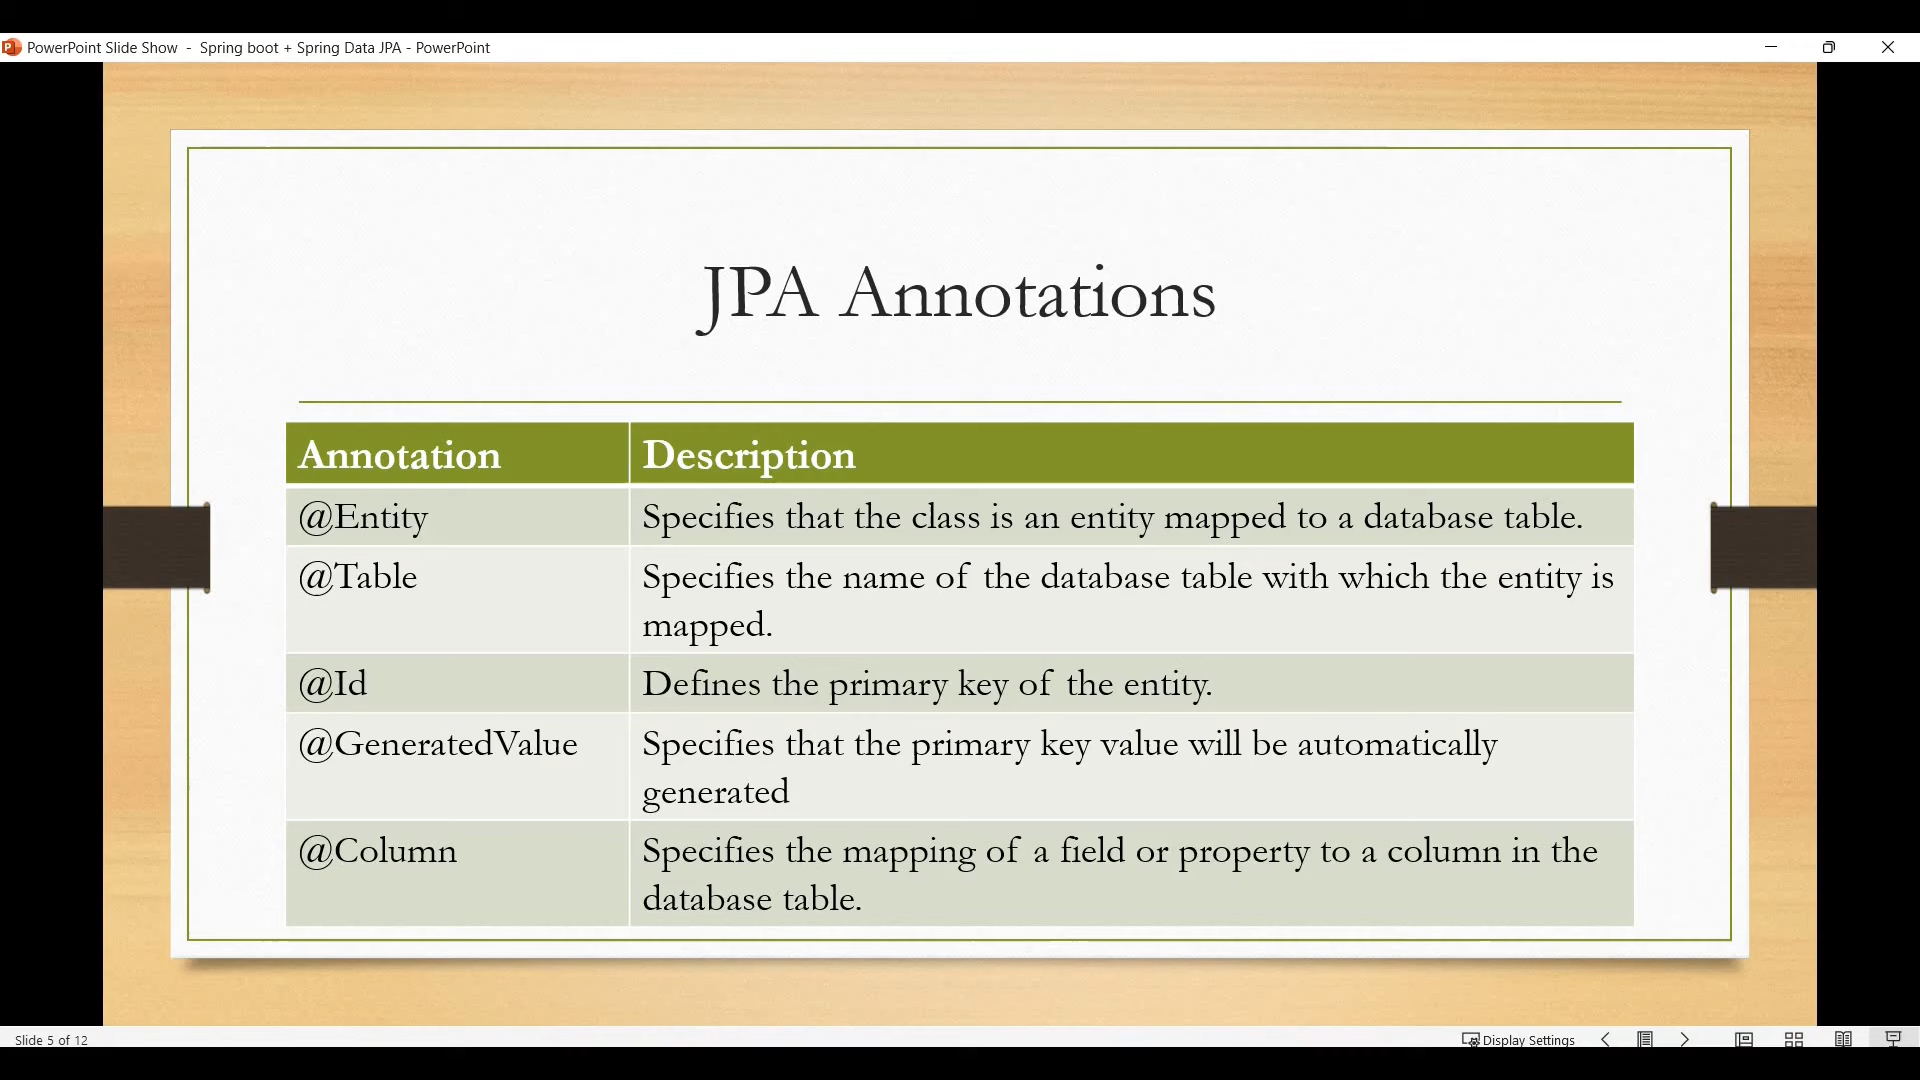 PowerPoint Slide Show - Spring boot + Spring Data JPA - PowerPoint
JPA Annotations
Annotation Description
@Entity Specifies that the class is an entity mapped to a database table.
@Table Specifies the name of the database table with which the entity is
mapped.
@Id Defines the primary key of the entity.
@GeneratedValue Specifies that the primary key value will be automatically
generated
@Column Specifies the mapping of a field or property to a column in the
database table.
Slide 5 of 12 Display Settings